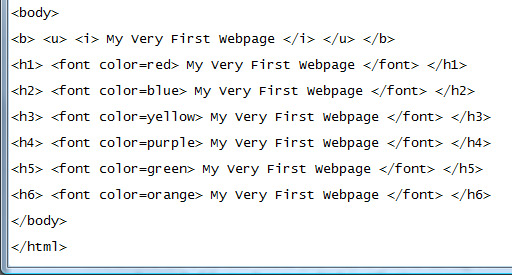 <body>
<b> <u> <i> My Very First Webpage </i> </u> </b>
<h1> <font color=red> My Very First Webpage </font> </h1>
<h2> <font color=blue> My Very First Webpage </font> </h2>
<h3> <font color=yellow> My Very First Webpage </font> </h3>
<h4> <font color=purple> My Very First Webpage </font> </h4>
<h5> <font color=green> My Very First Webpage </font> </h5>
<h6> <font color=orange> My Very First Webpage </font> </h6>
</body>
</html>